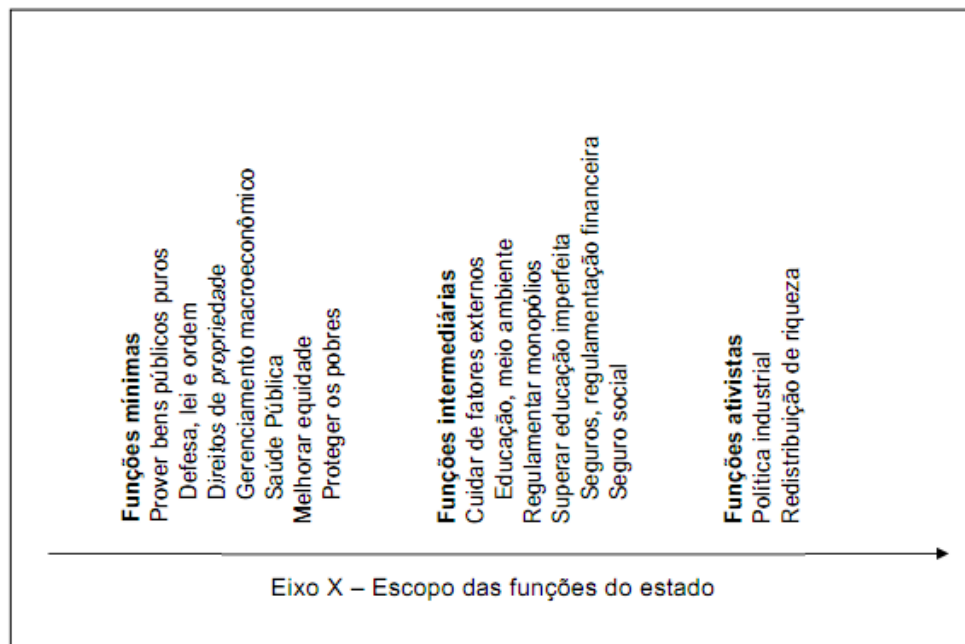 Funções mínimas
Prover bens públicos puros
Defesa, lei e ordem
Direitos de propriedade
Gerenciamento macroeconômico
Saúde Pública
Melhorar equidade
Proteger os pobres
Funções intermediárias
Cuidar de fatores externos
Educação, meio ambiente
Regulamentar monopólios
Superar educação imperfeita
Seguros, regulamentação financeira
Seguro social
Funções ativistas
Política industrial
Redistribuição de riqueza
Eixo X – Escopo das funções do estado